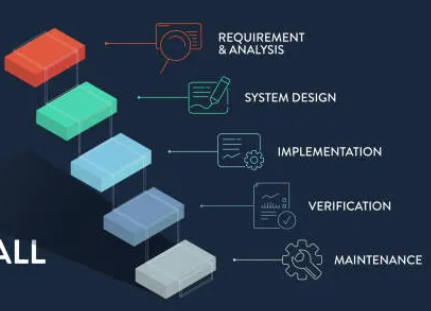 REQUIREMENT
& ANALYSIS
SYSTEM DESIGN
IMPLEMENTATION
VERIFICATION
ALL
MAINTENANCE